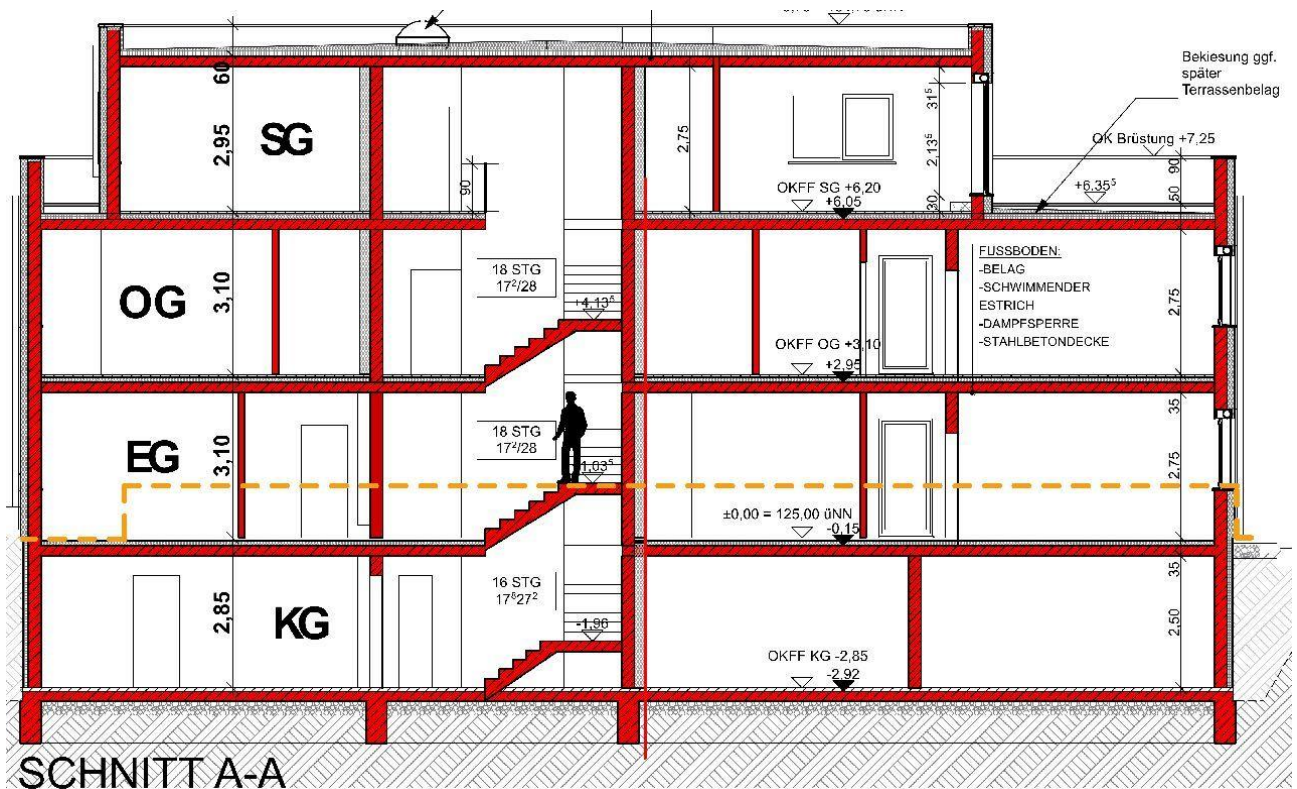 Bekiesung ggf.
später
Terrassenbelag
60
SG
2,95
2,75
31⁵
2,13⁵
30
OK Brüstung +7,25
90
50
+6,35⁵
90
OKFF SG +6,20
+6,05
OG
3,10
18 STG
17²/28
+4,13⁵
FUSSBODEN:
-BELAG
-SCHWIMMENDER
ESTRICH
-DAMPFSPERRE
-STAHLBETONDECKE
2,75
OKFF OG +3,10
+2,95
EG
3,10
18 STG
17²/28
1,03⁵
35
2,75
±0,00 = 125,00 üNN
-0,15
KG
2,85
16 STG
17⁸27²
-1,96
35
2,50
OKFF KG -2,85
-2,92
SCHNITT A-A